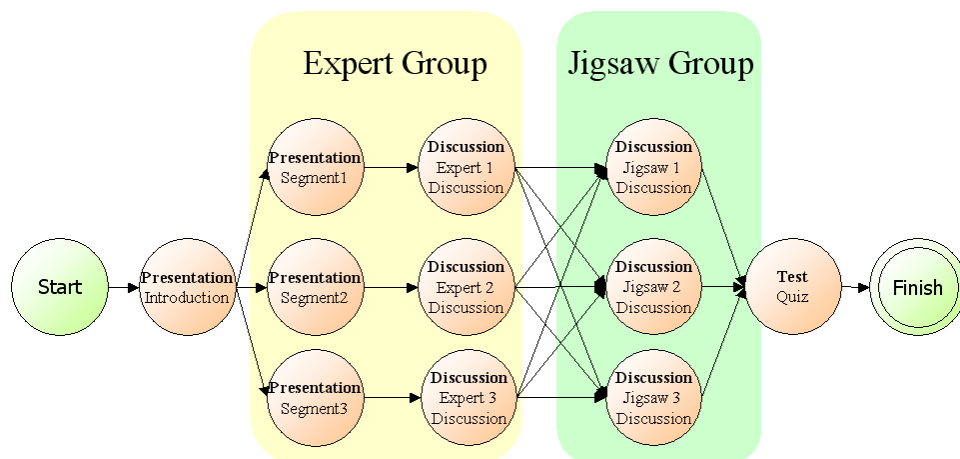 Expert Group
Jigsaw Group
Start
Presentation
Introduction
Presentation
Segment1
Presentation
Segment2
Presentation
Segment3
Discussion
Expert 1
Discussion
Discussion
Expert 2
Discussion
Discussion
Expert 3
Discussion
Discussion
Jigsaw 1
Discussion
Discussion
Jigsaw 2
Discussion
Discussion
Jigsaw 3
Discussion
Test
Quiz
Finish